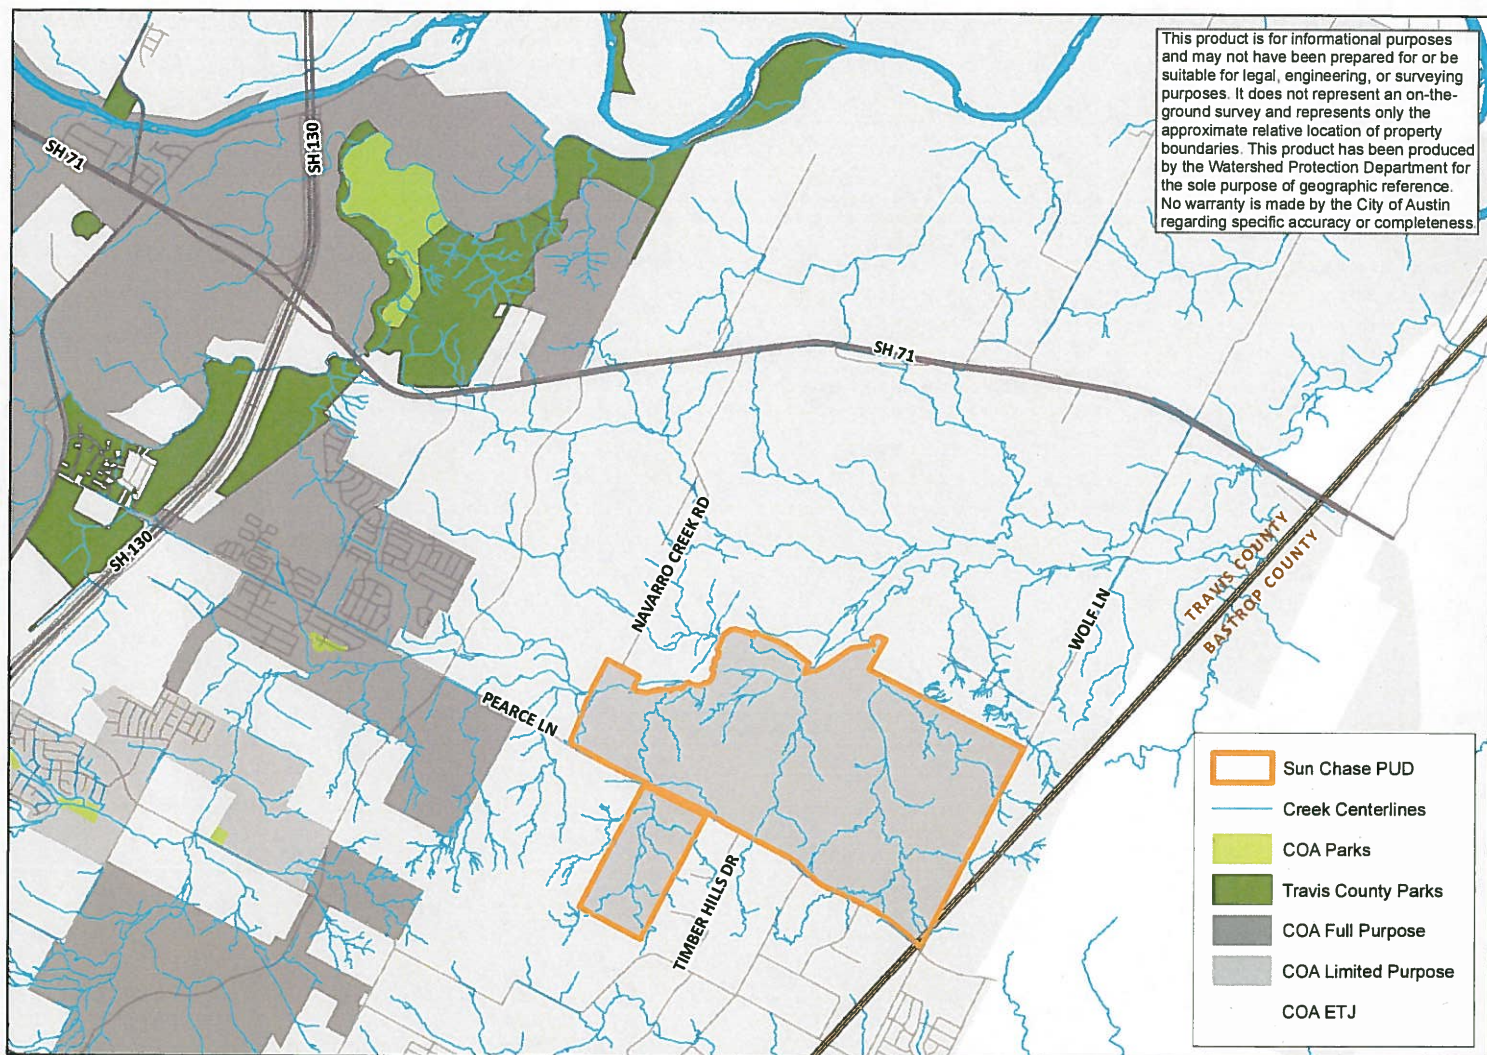 This product is for informational purposes
and may not have been prepared for or be
suitable for legal, engineering, or surveying
purposes. It does not represent an on-the-
ground survey and represents only the
approximate relative location of property
boundaries. This product has been produced
by the Watershed Protection Department for
the sole purpose of geographic reference.
No warranty is made by the City of Austin
regarding specific accuracy or completeness.
SH 71
SH 130
SH 71
SH 130
NAVARRO CREEK RD
WOLF LN
TRAVIS COUNTY
BASTROP COUNTY
PEARCE LN
TIMBER HILLS DR
Sun Chase PUD
Creek Centerlines
COA Parks
Travis County Parks
COA Full Purpose
COA Limited Purpose
COA ETJ